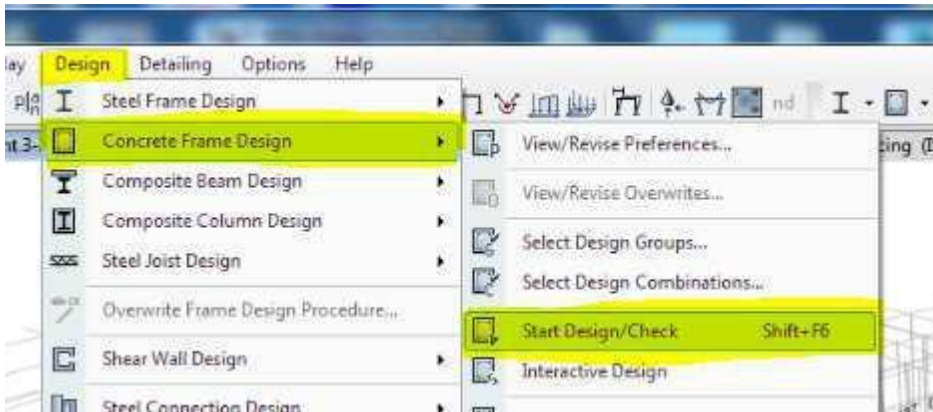 Design Detailing Options Help
Steel Frame Design
nd
Concrete Frame Design
View/Revise Preferences...
Composite Beam Design
View/Revise Overwrites...
Composite Column Design
Select Design Groups...
Steel Joist Design
Select Design Combinations...
Overwrite Frame Design Procedure...
Start Design/Check Shift+F6
Shear Wall Design
Interactive Design
Steel Connection Design